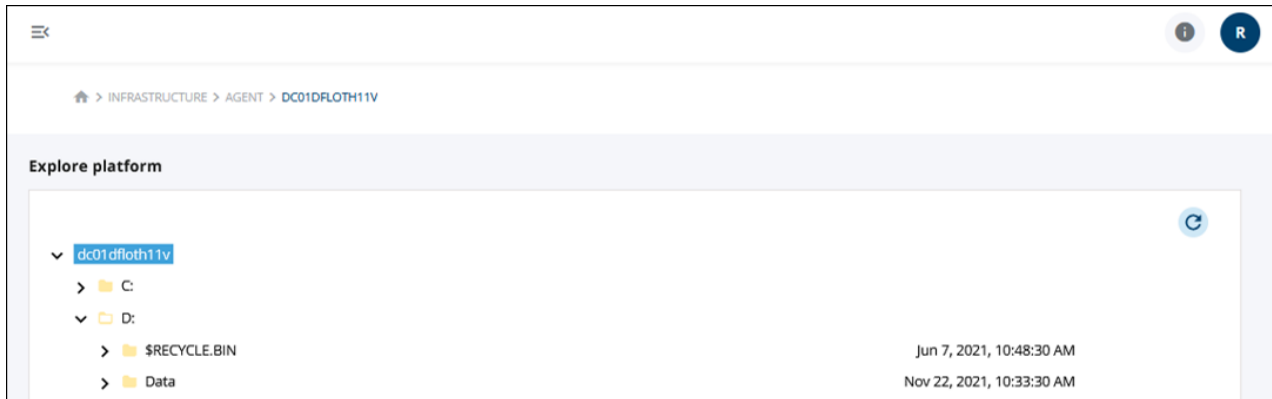 R
> INFRASTRUCTURE > AGENT > DC01DFLOTH11V
Explore platform
dc01dfloth11v
C:
D:
$RECYCLE.BIN Jun 7, 2021, 10:48:30 AM
Data Nov 22, 2021, 10:33:30 AM